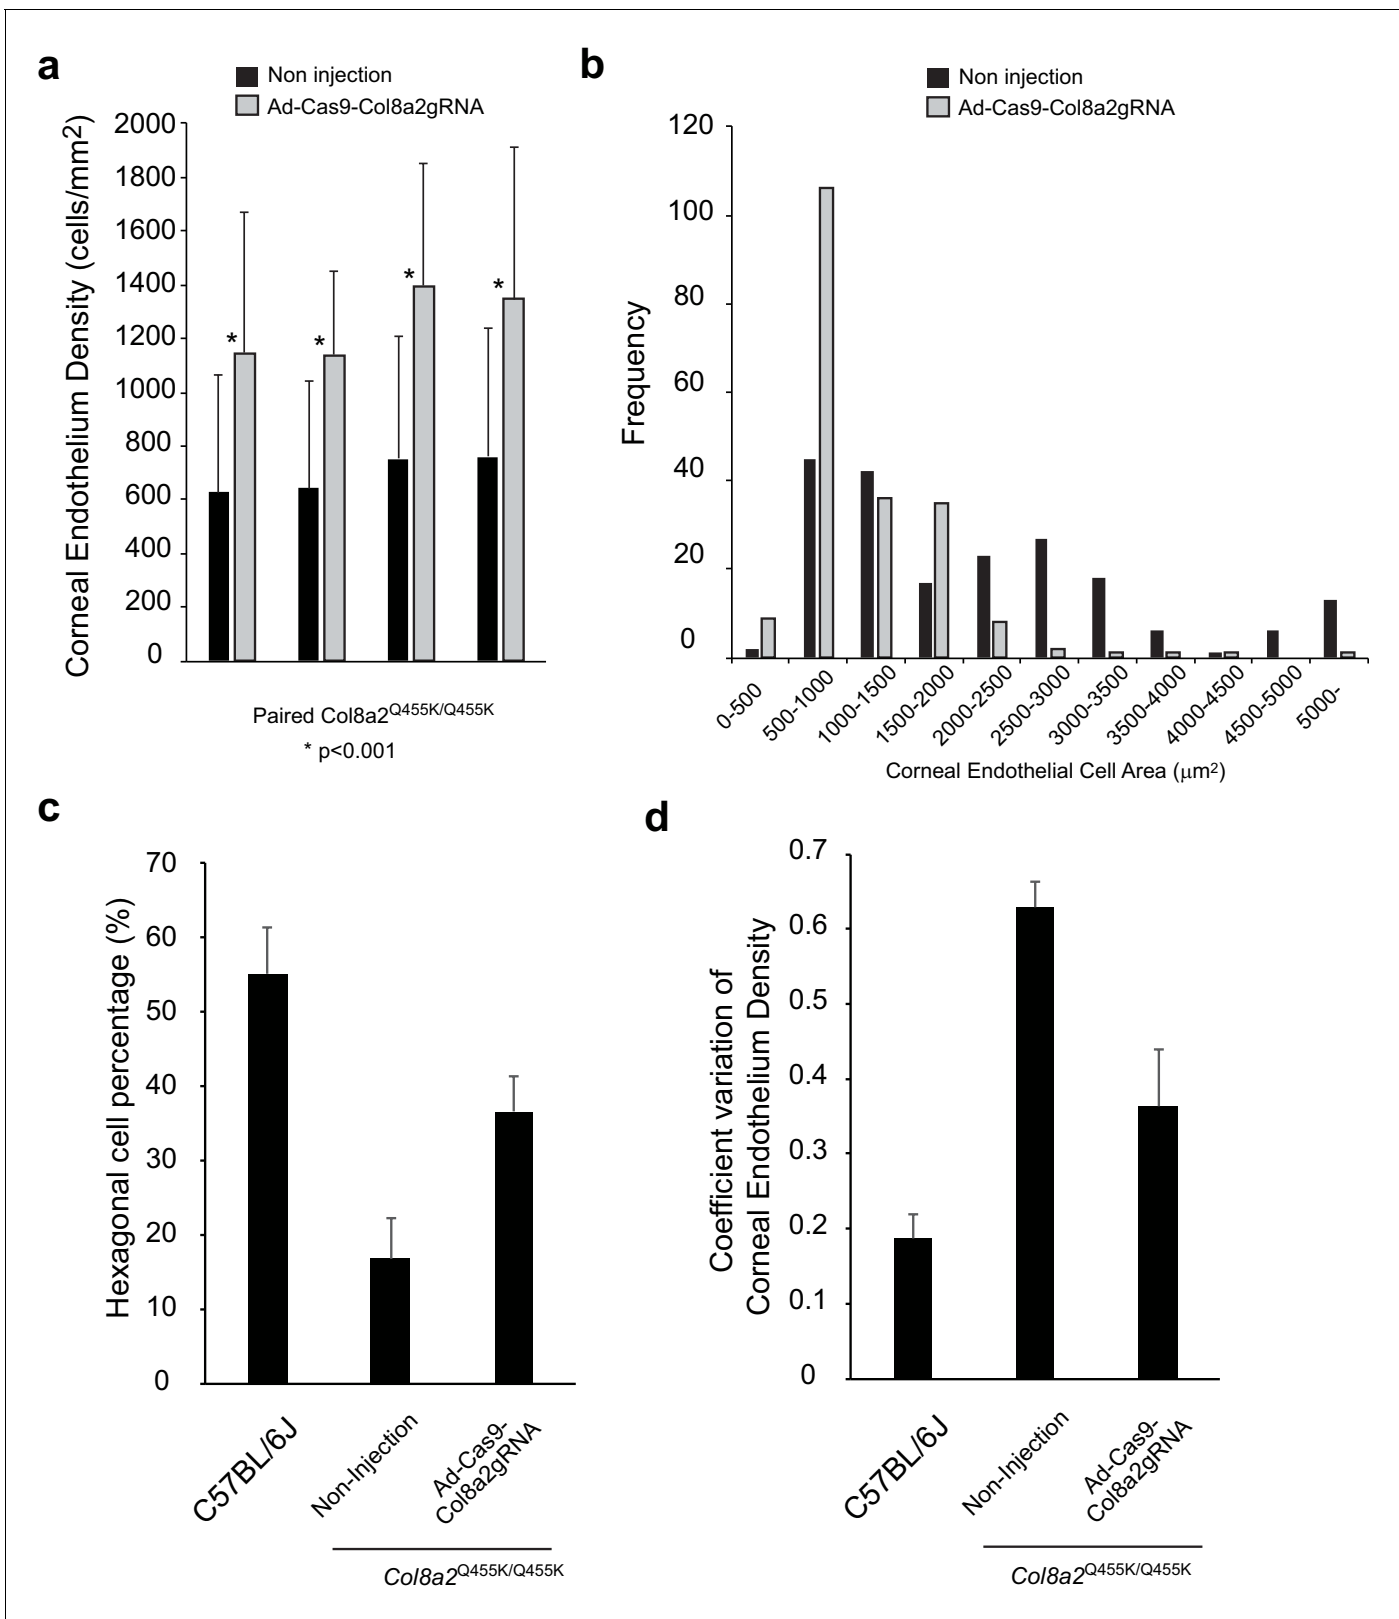 a
Non injection
Ad-Cas9-Col8a2gRNA
Corneal Endothelium Density (cells/mm²)
2000
1800
1600
1400
1200
1000
800
600
400
200
0
*
*
*
*
Paired Col8a2Q455K/Q455K
* p<0.001
b
Non injection
Ad-Cas9-Col8a2gRNA
Frequency
120
100
80
60
40
20
0
0-500
500-1000
1000-1500
1500-2000
2000-2500
2500-3000
3000-3500
3500-4000
4000-4500
4500-5000
5000-
Corneal Endothelial Cell Area (μm²)
c
Hexagonal cell percentage (%)
70
60
50
40
30
20
10
0
C57BL/6J
Non-Injection
Ad-Cas9-
Col8a2gRNA
Col8a2Q455K/Q455K
d
Coefficient variation of
Corneal Endothelium Density
0.7
0.6
0.5
0.4
0.3
0.2
0.1
0
C57BL/6J
Non-Injection
Ad-Cas9-
Col8a2gRNA
Col8a2Q455K/Q455K